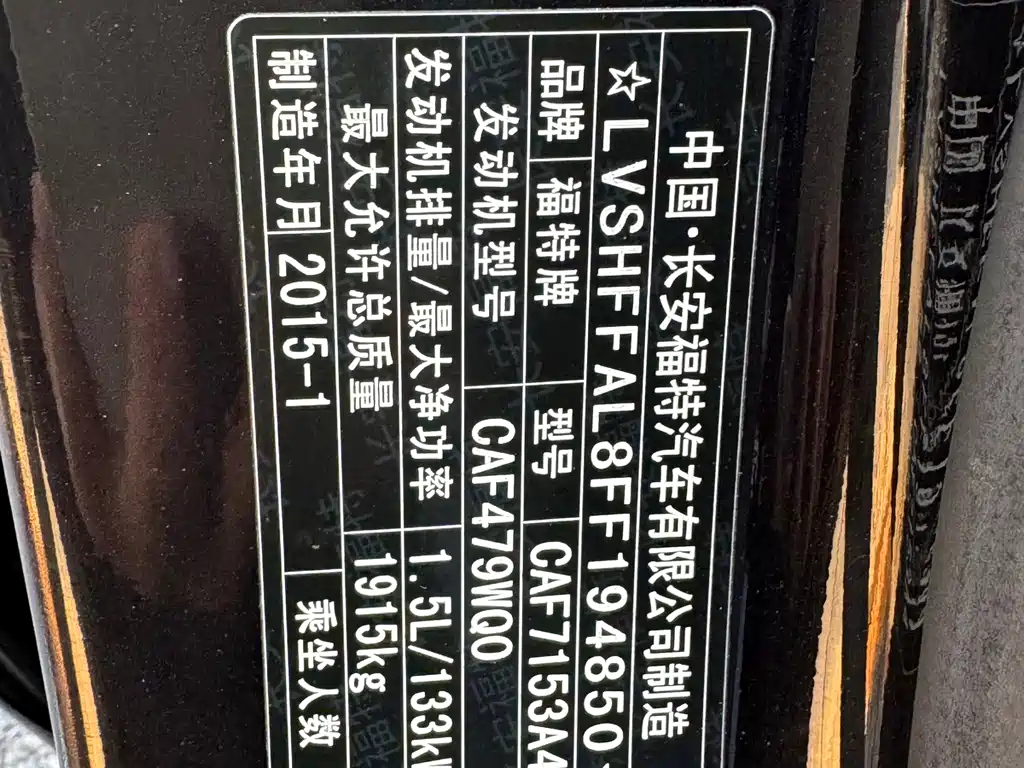 中国·长安福特汽车有限公司制造
☆LVSHFFAL8FF194850
品牌 福特牌 型号 CAF7153A4
发动机型号 CAF479WQ0
发动机排量/最大净功率 1.5L/133k
最大允许总质量 1915kg
制造年月 2015-1 乘坐人数